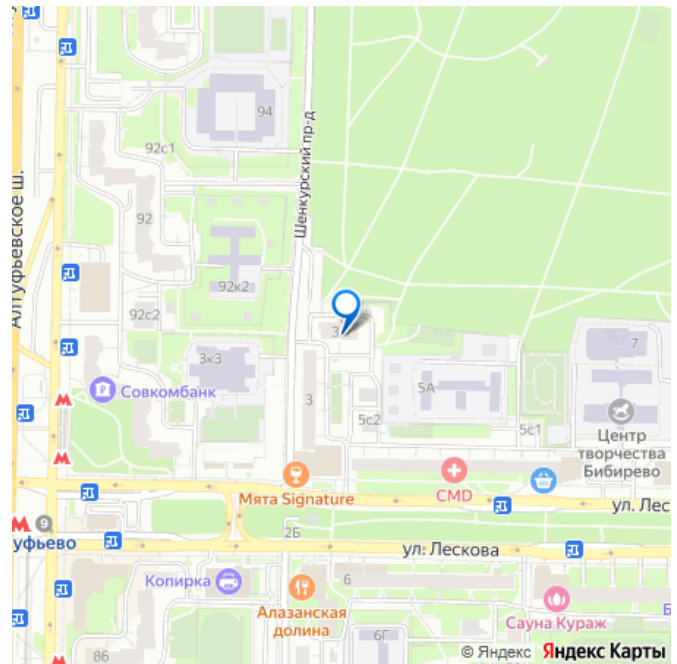 94
92с1
Шенкурский пр-д
Алтуфьевское ш.
92
92к2
92с2
3к3
Совкомбанк
3
5А
7
5с2
5с1
Центр
творчества
Бибирево
Мята Signature
CMD
ул. Лес
2Б
9
уфьево
ул. Лескова
Копирка
6
Алазанская
долина
Сауна Кураж
Б
6Г
86
© Яндекс Яндекс Карты